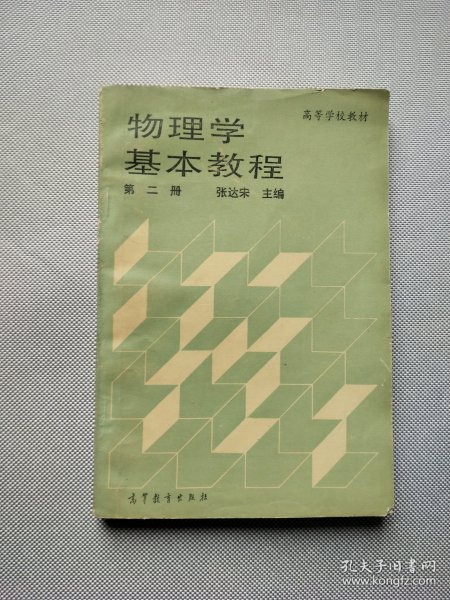 高等学校教材
物理学
基本教程
第二册 张达宋 主编
高等教育出版社
孔夫子旧书网
www.kongfz.com